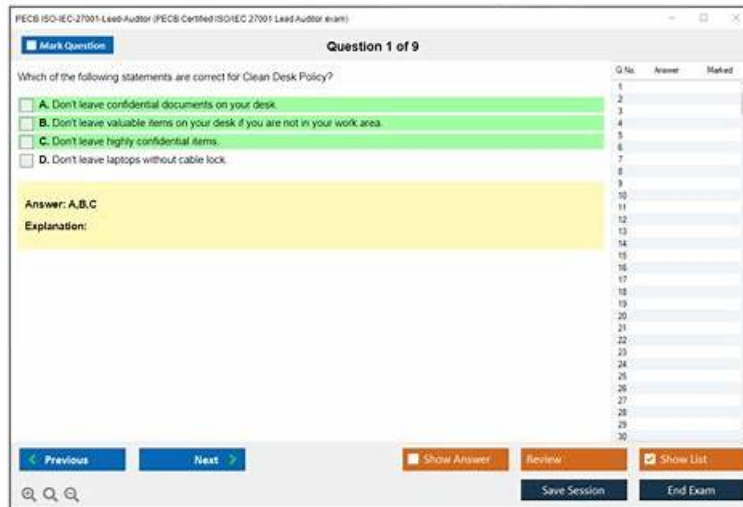 PECB ISO-IEC-27001-Lead-Auditor (PECB Certified ISO/IEC 27001 Lead Auditor exam)
Mark Question
Question 1 of 9
Which of the following statements are correct for Clean Desk Policy?
A. Don't leave confidential documents on your desk.
B. Don't leave valuable items on your desk if you are not in your work area.
C. Don't leave highly confidential items.
D. Don't leave laptops without cable lock.
Answer: A,B,C
Explanation:
Q.No. Answer Marked
1
2
3
4
5
6
7
8
9
10
11
12
13
14
15
16
17
18
19
20
21
22
23
24
25
26
27
28
29
30
Previous
Next
Show Answer
Review
Show List
Save Session
End Exam